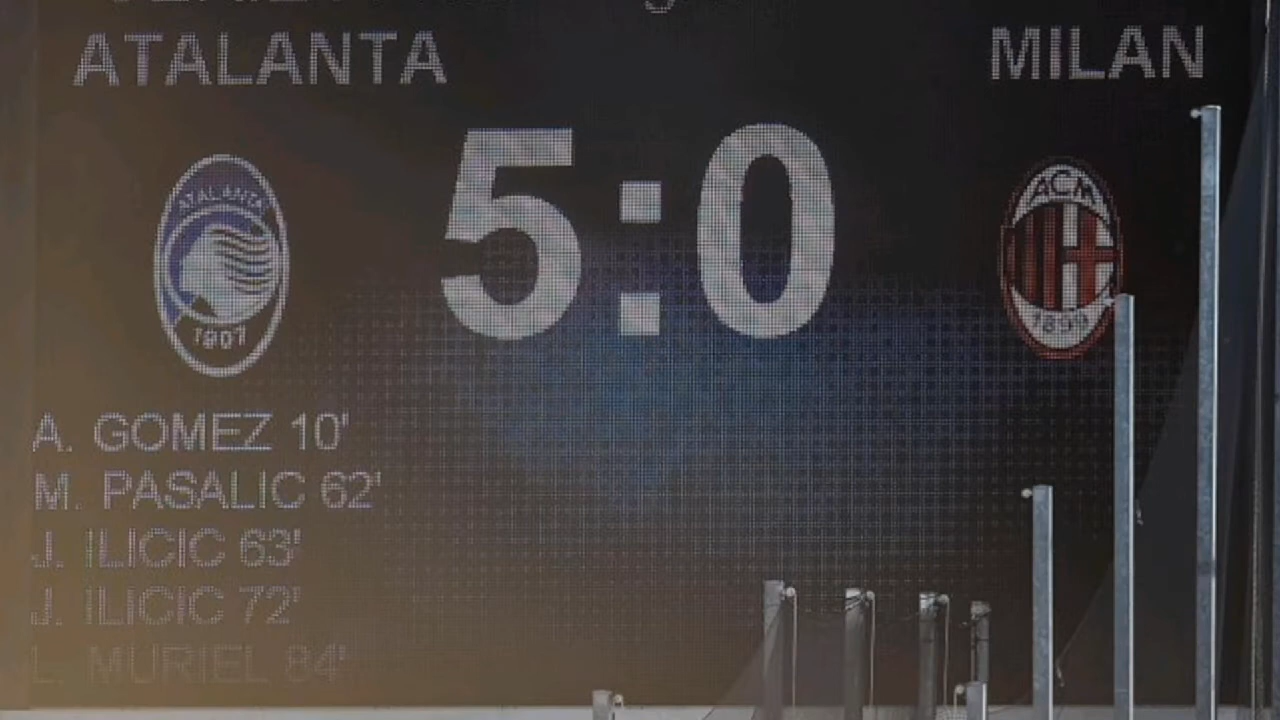 ATALANTA
MILAN
5:0
ATALANTA
1907
ACM
1899
A. GOMEZ 10'
M. PASALIC 62'
J. ILICIC 63'
J. ILICIC 72'
L. MURIEL 84'